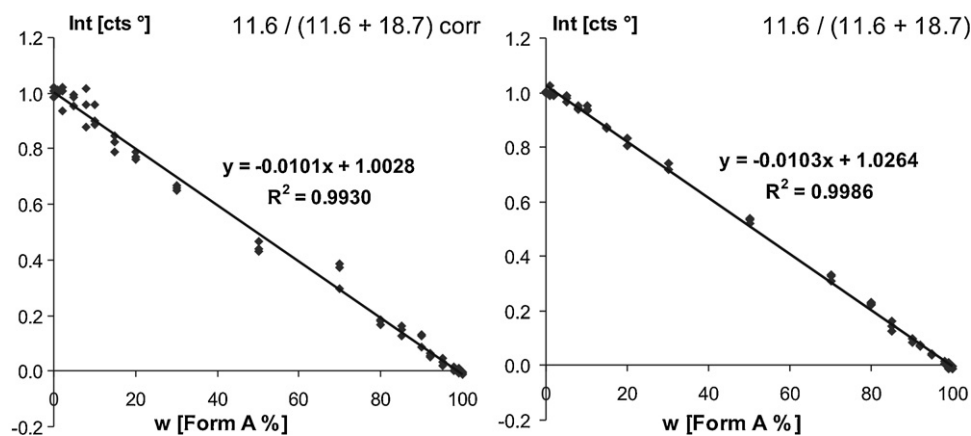 Int [cts °]
11.6 / (11.6 + 18.7) corr
1.2
1.0
0.8
0.6
0.4
0.2
0.0
-0.2
y = -0.0101x + 1.0028
R² = 0.9930
0
20
40
60
80
100
w [Form A %]
Int [cts °]
11.6 / (11.6 + 18.7)
1.2
1.0
0.8
0.6
0.4
0.2
0.0
-0.2
y = -0.0103x + 1.0264
R² = 0.9986
0
20
40
60
80
100
w [Form A %]